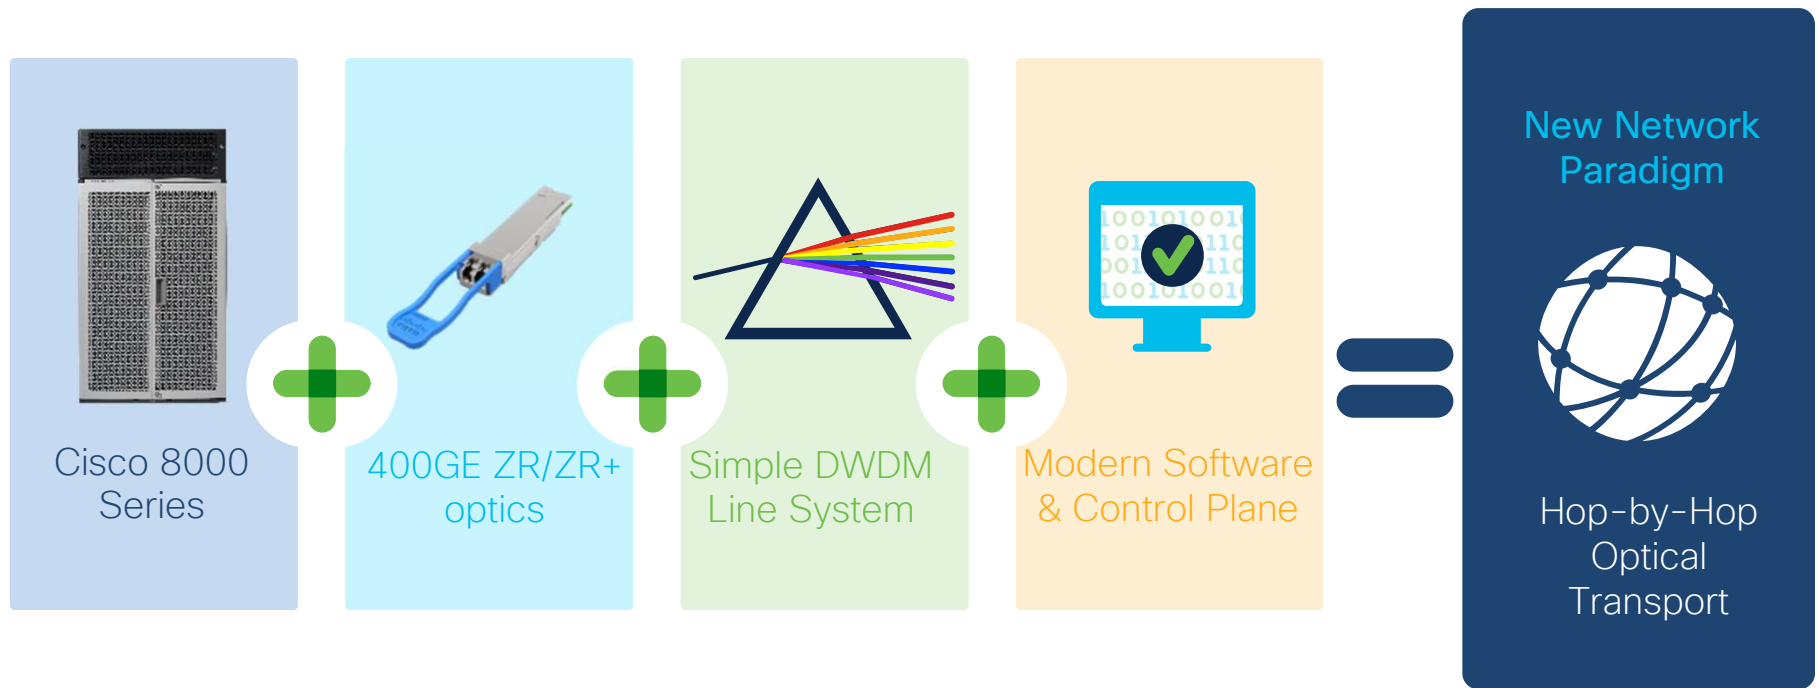 Cisco 8000
Series
400GE ZR/ZR+
optics
Simple DWDM
Line System
1001010010
Modern Software
& Control Plane
New Network
Paradigm
Hop-by-Hop
Optical
Transport